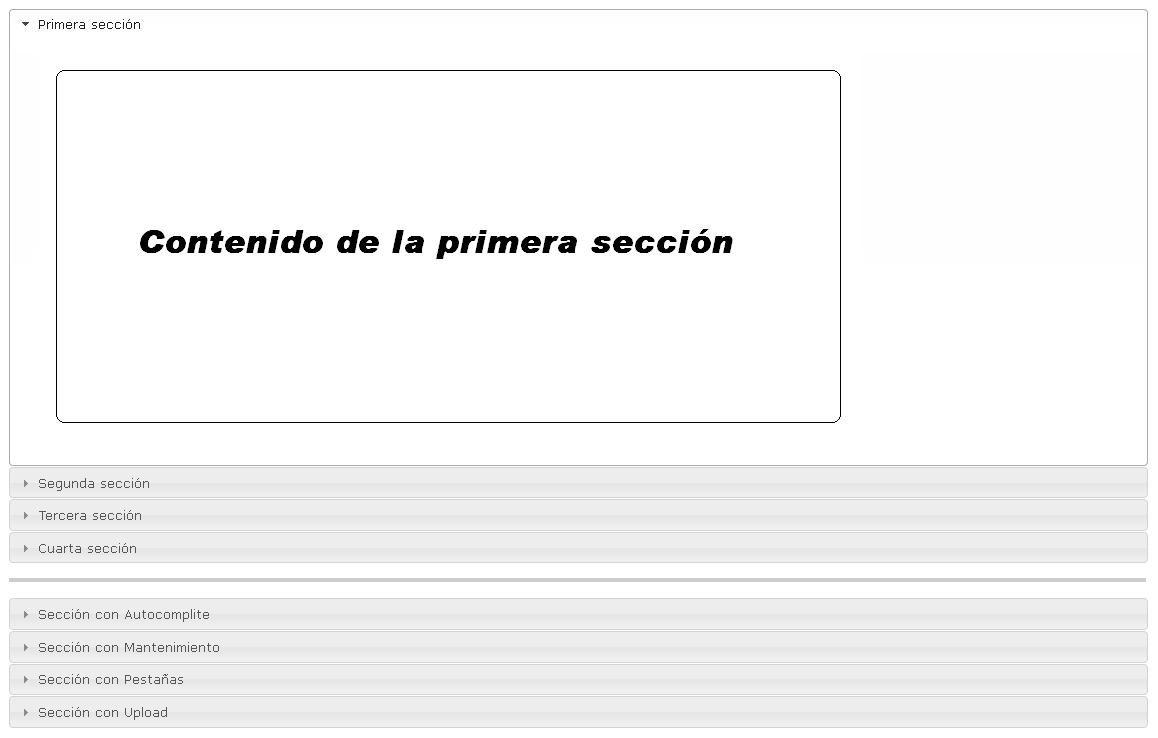 Primera sección
Contenido de la primera sección
Segunda sección
Tercera sección
Cuarta sección
Sección con Autocomplite
Sección con Mantenimiento
Sección con Pestañas
Sección con Upload